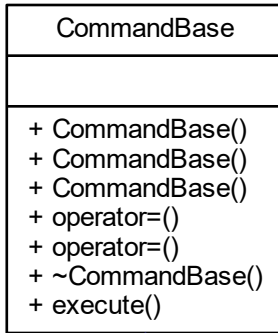 CommandBase
+ CommandBase()
+ CommandBase()
+ CommandBase()
+ operator=()
+ operator=()
+ ~CommandBase()
+ execute()